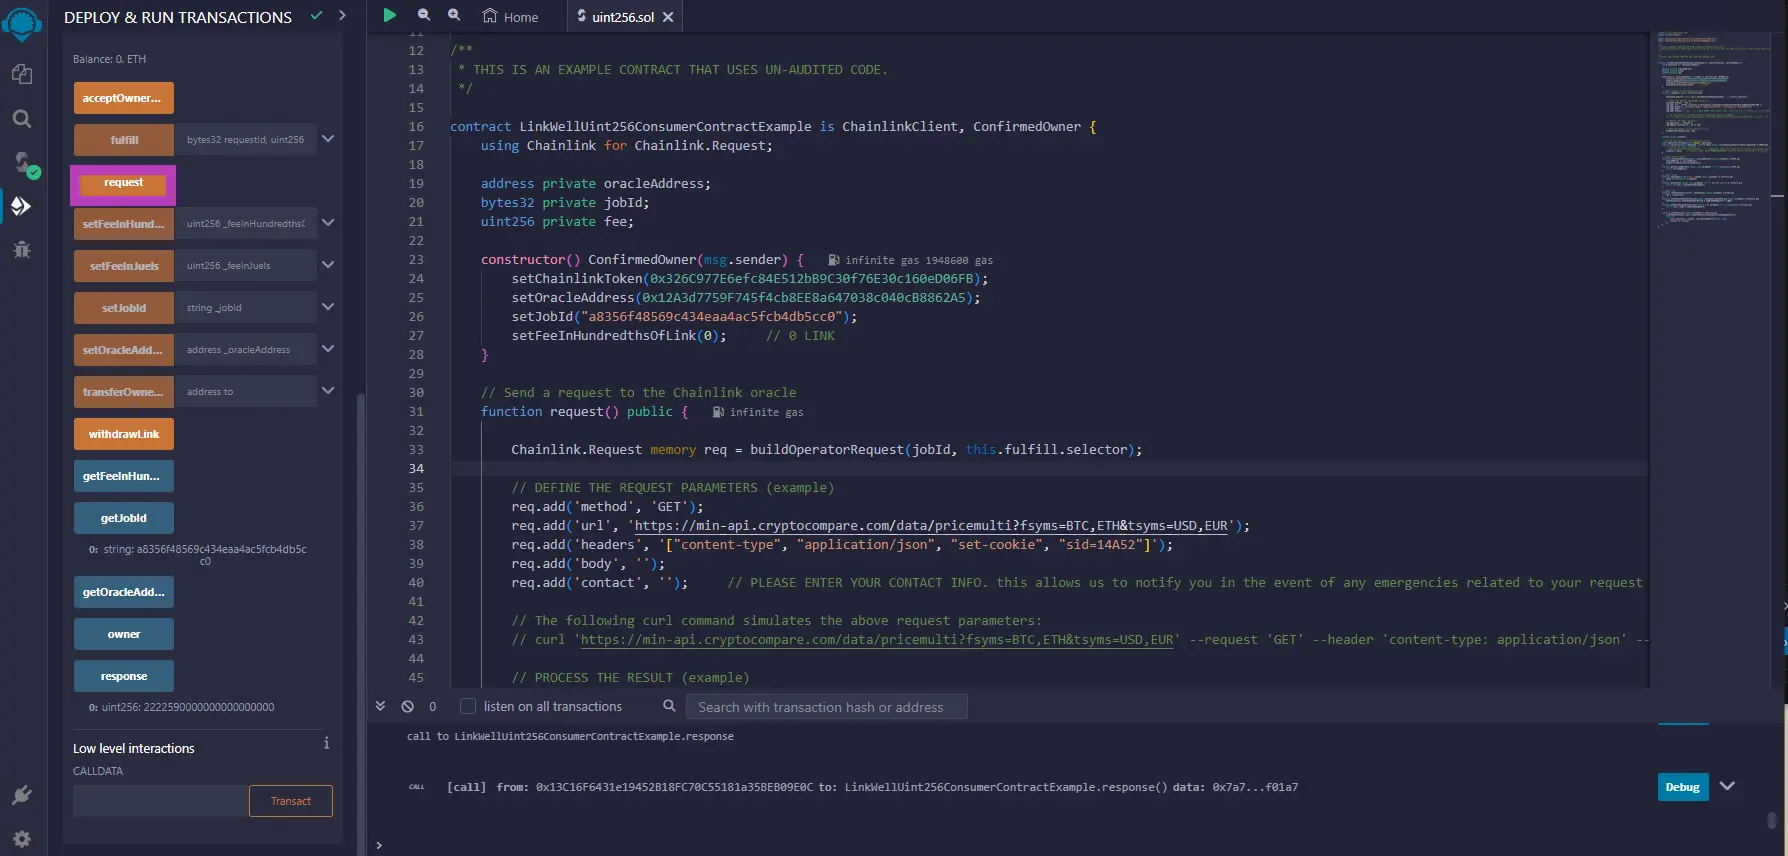 DEPLOY & RUN TRANSACTIONS
Home
uint256.sol
Balance: 0. ETH
acceptOwner...
fulfill
bytes32 requestId, uint256
request
setFeeInHund...
uint256 _feeInHundredthsO
setFeeInJuels
uint256 _feeInJuels
setJobId
string _jobId
setOracleAdd...
address _oracleAddress
transferOwne...
address to
withdrawLink
getFeeInHun...
getJobId
0: string: a8356f48569c434eaa4ac5fcb4db5c
c0
getOracleAdd...
owner
response
0: uint256: 2222590000000000000000
Low level interactions
i
CALLDATA
Transact
11
12 /**
13 * THIS IS AN EXAMPLE CONTRACT THAT USES UN-AUDITED CODE.
14 */
15
16 contract LinkWellUint256ConsumerContractExample is ChainlinkClient, ConfirmedOwner {
17 using Chainlink for Chainlink.Request;
18
19 address private oracleAddress;
20 bytes32 private jobId;
21 uint256 private fee;
22
23 constructor() ConfirmedOwner(msg.sender) { infinite gas 1948600 gas
24 setChainlinkToken(0x326C977E6efc84E512bB9C30f76E30c160eD06FB);
25 setOracleAddress(0x12A3d7759F745f4cb8EE8a647038c040cB8862A5);
26 setJobId("a8356f48569c434eaa4ac5fcb4db5cc0");
27 setFeeInHundredthsOfLink(0); // 0 LINK
28 }
29
30 // Send a request to the Chainlink oracle
31 function request() public { infinite gas
32
33 Chainlink.Request memory req = buildOperatorRequest(jobId, this.fulfill.selector);
34
35 // DEFINE THE REQUEST PARAMETERS (example)
36 req.add('method', 'GET');
37 req.add('url', 'https://min-api.cryptocompare.com/data/pricemulti?fsyms=BTC,ETH&tsyms=USD,EUR');
38 req.add('headers', '["content-type", "application/json", "set-cookie", "sid=14A52"]');
39 req.add('body', '');
40 req.add('contact', ''); // PLEASE ENTER YOUR CONTACT INFO. this allows us to notify you in the event of any emergencies related to your request
41
42 // The following curl command simulates the above request parameters:
43 // curl 'https://min-api.cryptocompare.com/data/pricemulti?fsyms=BTC,ETH&tsyms=USD,EUR' --request 'GET' --header 'content-type: application/json' --
44
45 // PROCESS THE RESULT (example)
0
listen on all transactions
Search with transaction hash or address
call to LinkWellUint256ConsumerContractExample.response
CALL [call] from: 0x13C16F6431e19452B18FC70C55181a35BEB09E0C to: LinkWellUint256ConsumerContractExample.response() data: 0x7a7...f01a7
Debug
>